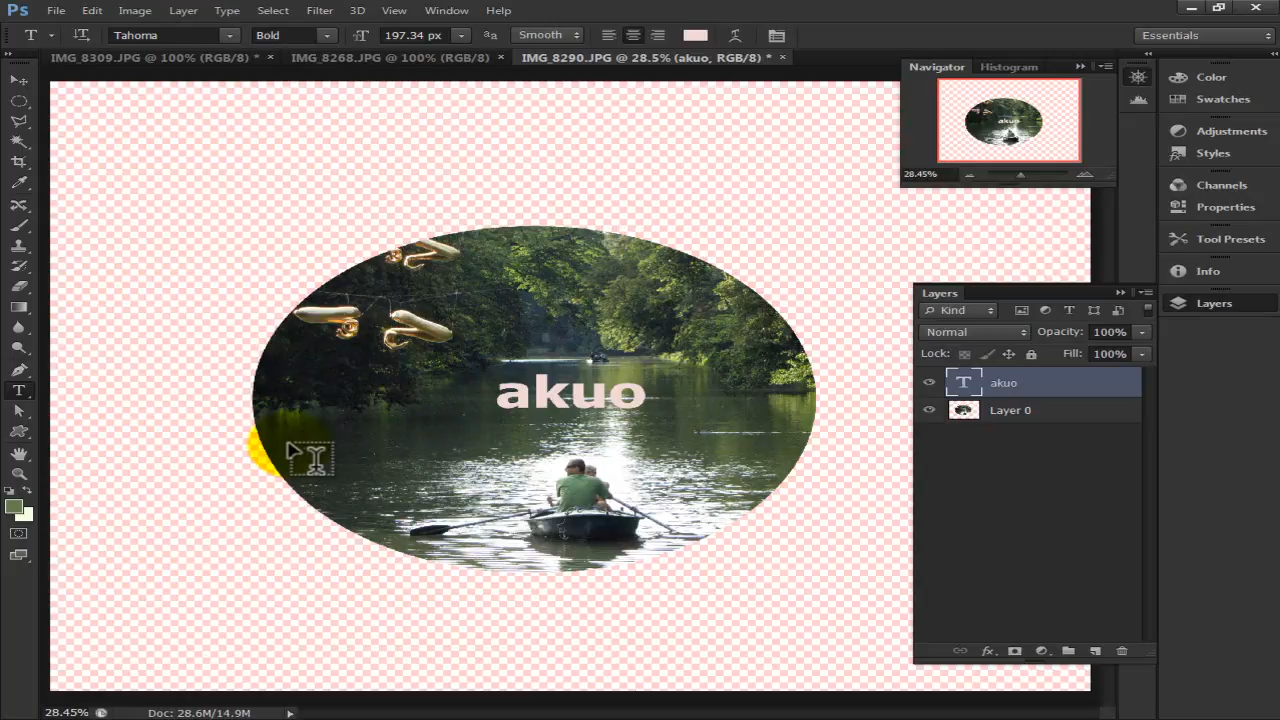 Ps File Edit Image Layer Type Select Filter 3D View Window Help
T Tahoma Bold 197.34 px Smooth Essentials
IMG_8309.JPG @ 100% (RGB/8) * × IMG_8268.JPG @ 100% (RGB/8) × IMG_8290.JPG @ 28.5% (akuo, RGB/8) * ×
Navigator Histogram
akuo
28.45%
Color
Swatches
Adjustments
Styles
Channels
Properties
Tool Presets
Info
Layers
Layers
Kind
Normal Opacity: 100%
Lock: Fill: 100%
T akuo
Layer 0
fx
akuo
28.45% Doc: 28.6M/14.9M